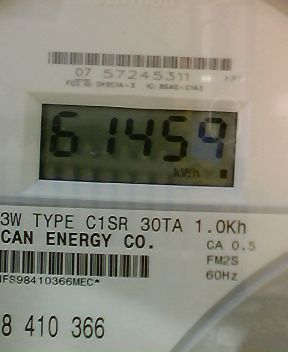 07 57245311
61459
kWh
3W TYPE C1SR 30TA 1.0Kh
CAN ENERGY CO.
CA 0.5
FM2S
60Hz
IFS98410366MEC*
8 410 366